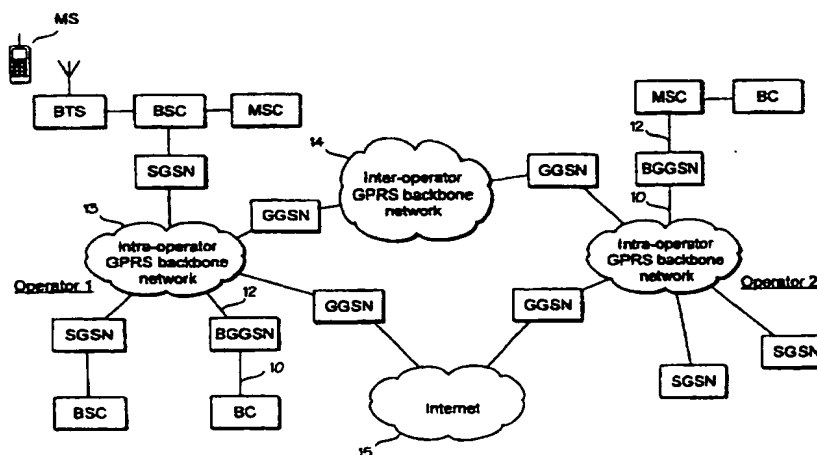 MS
BTS
BSC
MSC
MSC
BC
12
14
SGSN
Inter-operator
GPRS backbone
network
GGSN
BGGSN
10
13
GGSN
Intra-operator
GPRS backbone
network
Intra-operator
GPRS backbone
network
Operator 1
Operator 2
12
GGSN
GGSN
SGSN
BGGSN
SGSN
SGSN
10
BSC
BC
Internet
15